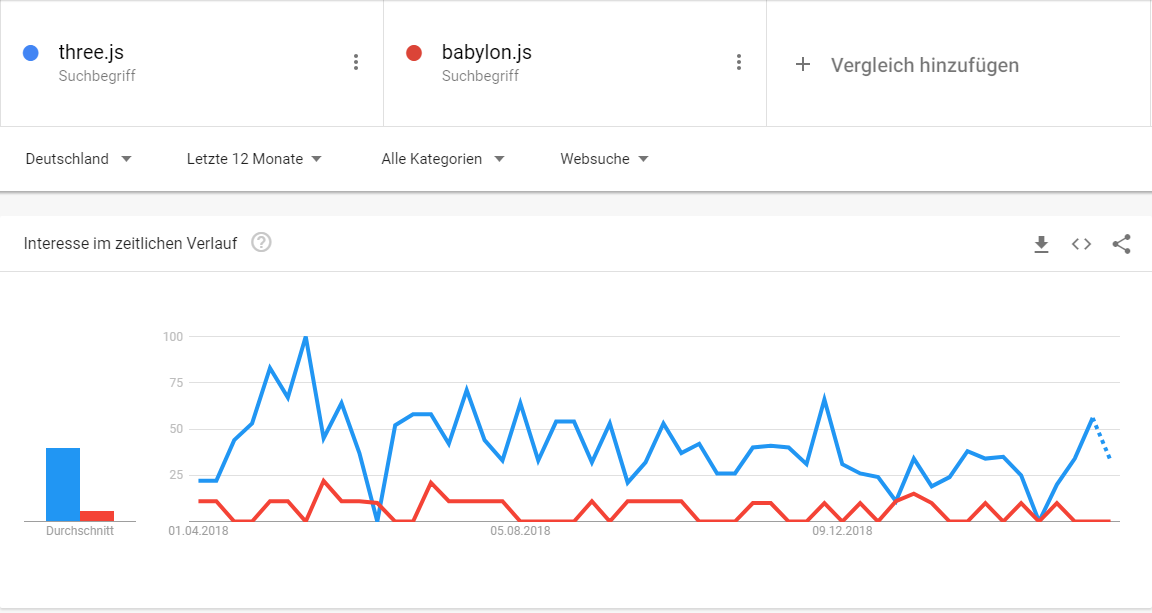 three.js
Suchbegriff
babylon.js
Suchbegriff
+ Vergleich hinzufügen
Deutschland
Letzte 12 Monate
Alle Kategorien
Websuche
Interesse im zeitlichen Verlauf ?
100
75
50
25
Durchschnitt
01.04.2018
05.08.2018
09.12.2018